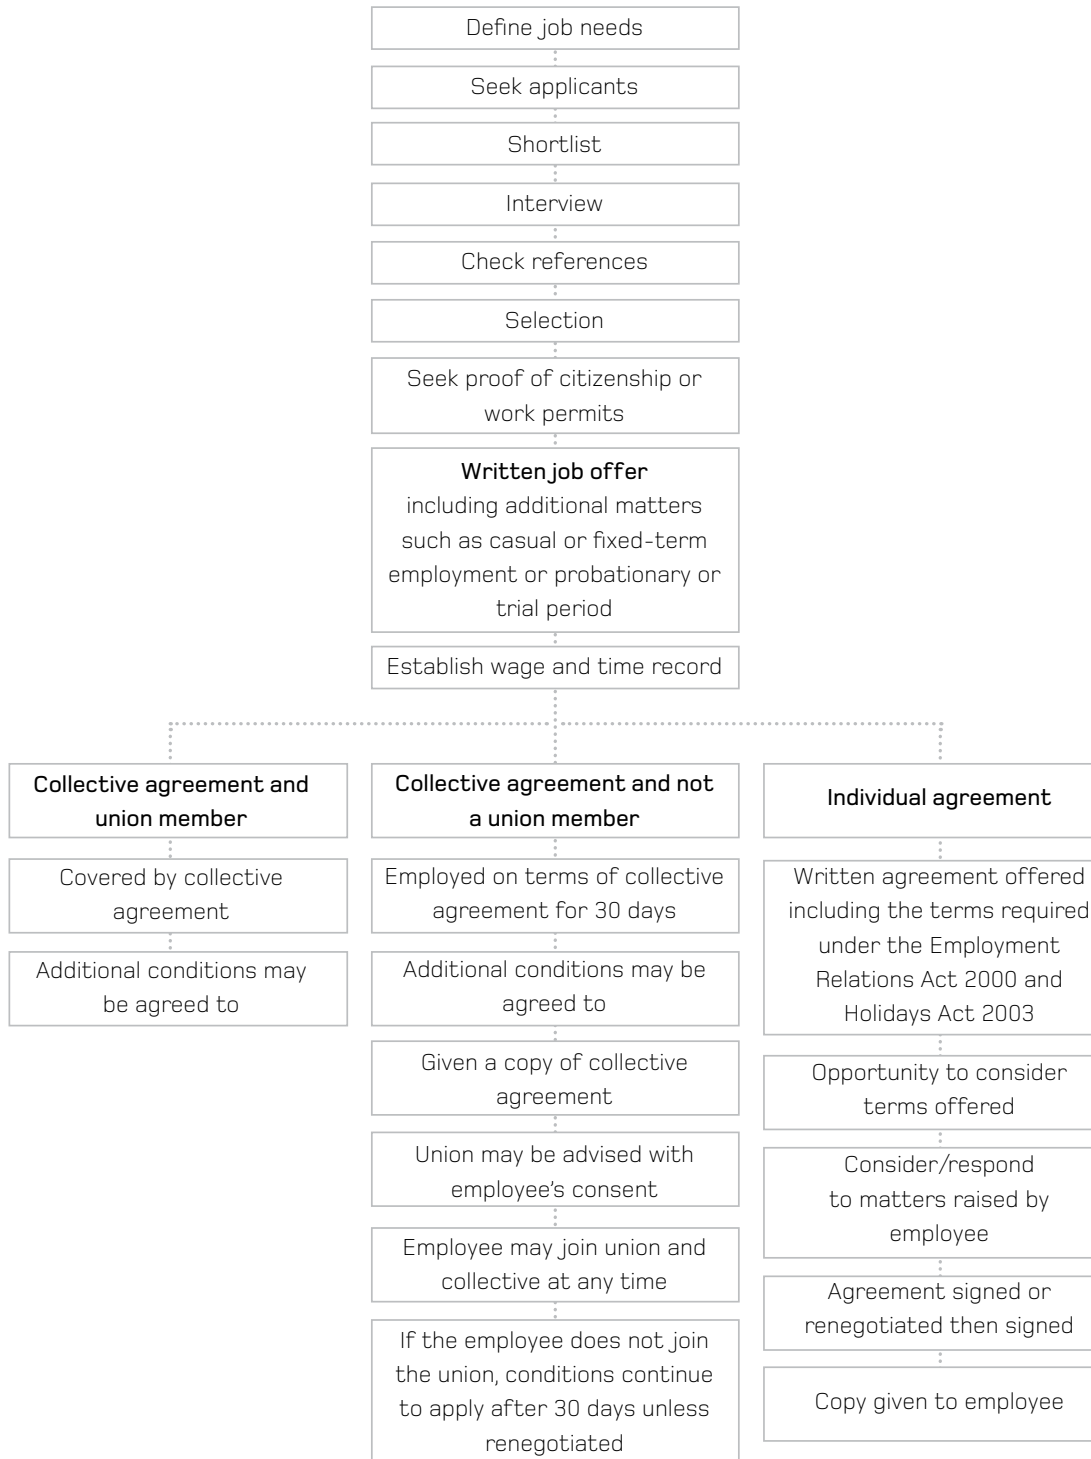 Define job needs
Seek applicants
Shortlist
Interview
Check references
Selection
Seek proof of citizenship or
work permits
Written job offer
including additional matters
such as casual or fixed-term
employment or probationary or
trial period
Establish wage and time record
Collective agreement and
union member
Covered by collective
agreement
Additional conditions may
be agreed to
Collective agreement and not
a union member
Employed on terms of collective
agreement for 30 days
Additional conditions may be
agreed to
Given a copy of collective
agreement
Union may be advised with
employee's consent
Employee may join union and
collective at any time
If the employee does not join
the union, conditions continue
to apply after 30 days unless
renegotiated
Individual agreement
Written agreement offered
including the terms required
under the Employment
Relations Act 2000 and
Holidays Act 2003
Opportunity to consider
terms offered
Consider/respond
to matters raised by
employee
Agreement signed or
renegotiated then signed
Copy given to employee